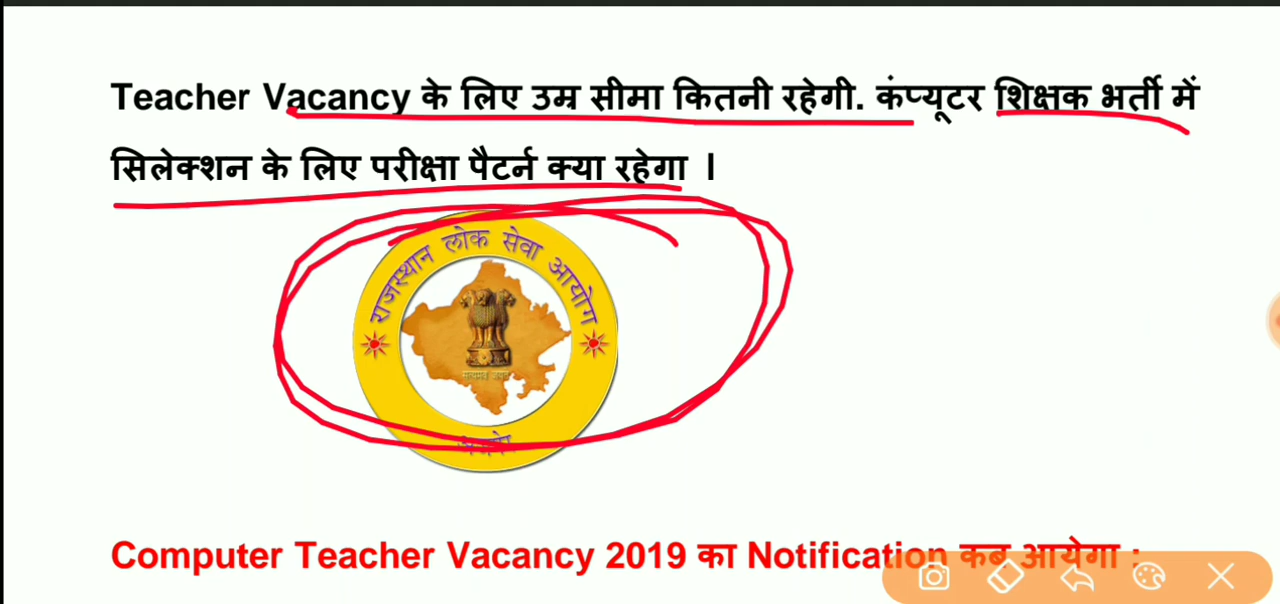 Teacher Vacancy के लिए उम्र सीमा कितनी रहेगी. कंप्यूटर शिक्षक भर्ती में
सिलेक्शन के लिए परीक्षा पैटर्न क्या रहेगा ।
राजस्थान लोक सेवा आयोग
Computer Teacher Vacancy 2019 का Notification कब आयेगा :